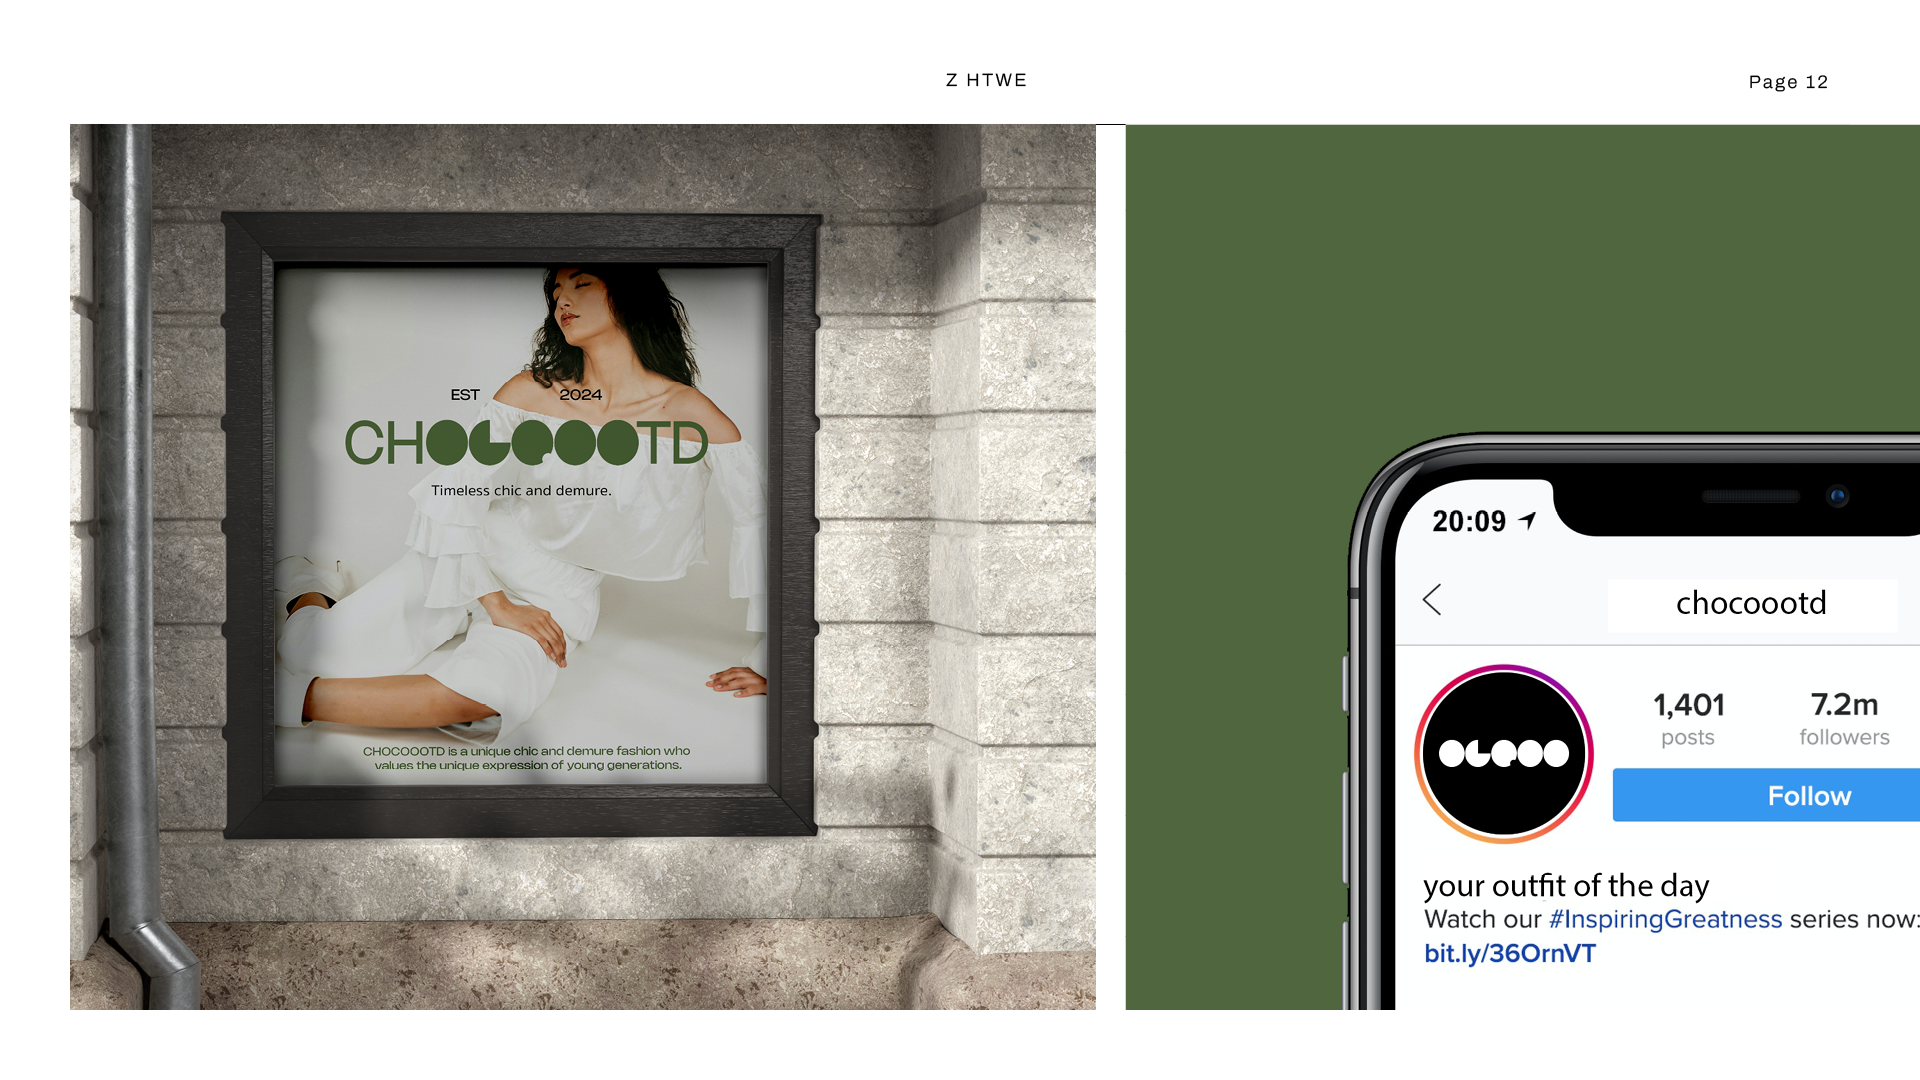 Z HTWE
Page 12
EST 2024
CHOCOOOTD
Timeless chic and demure.
CHOCOOOTD is a unique chic and demure fashion who
values the unique expression of young generations.
20:09
chocoootd
1,401
posts
7.2m
followers
OCOOO
Follow
your outfit of the day
Watch our #InspiringGreatness series now:
bit.ly/36OrnVT